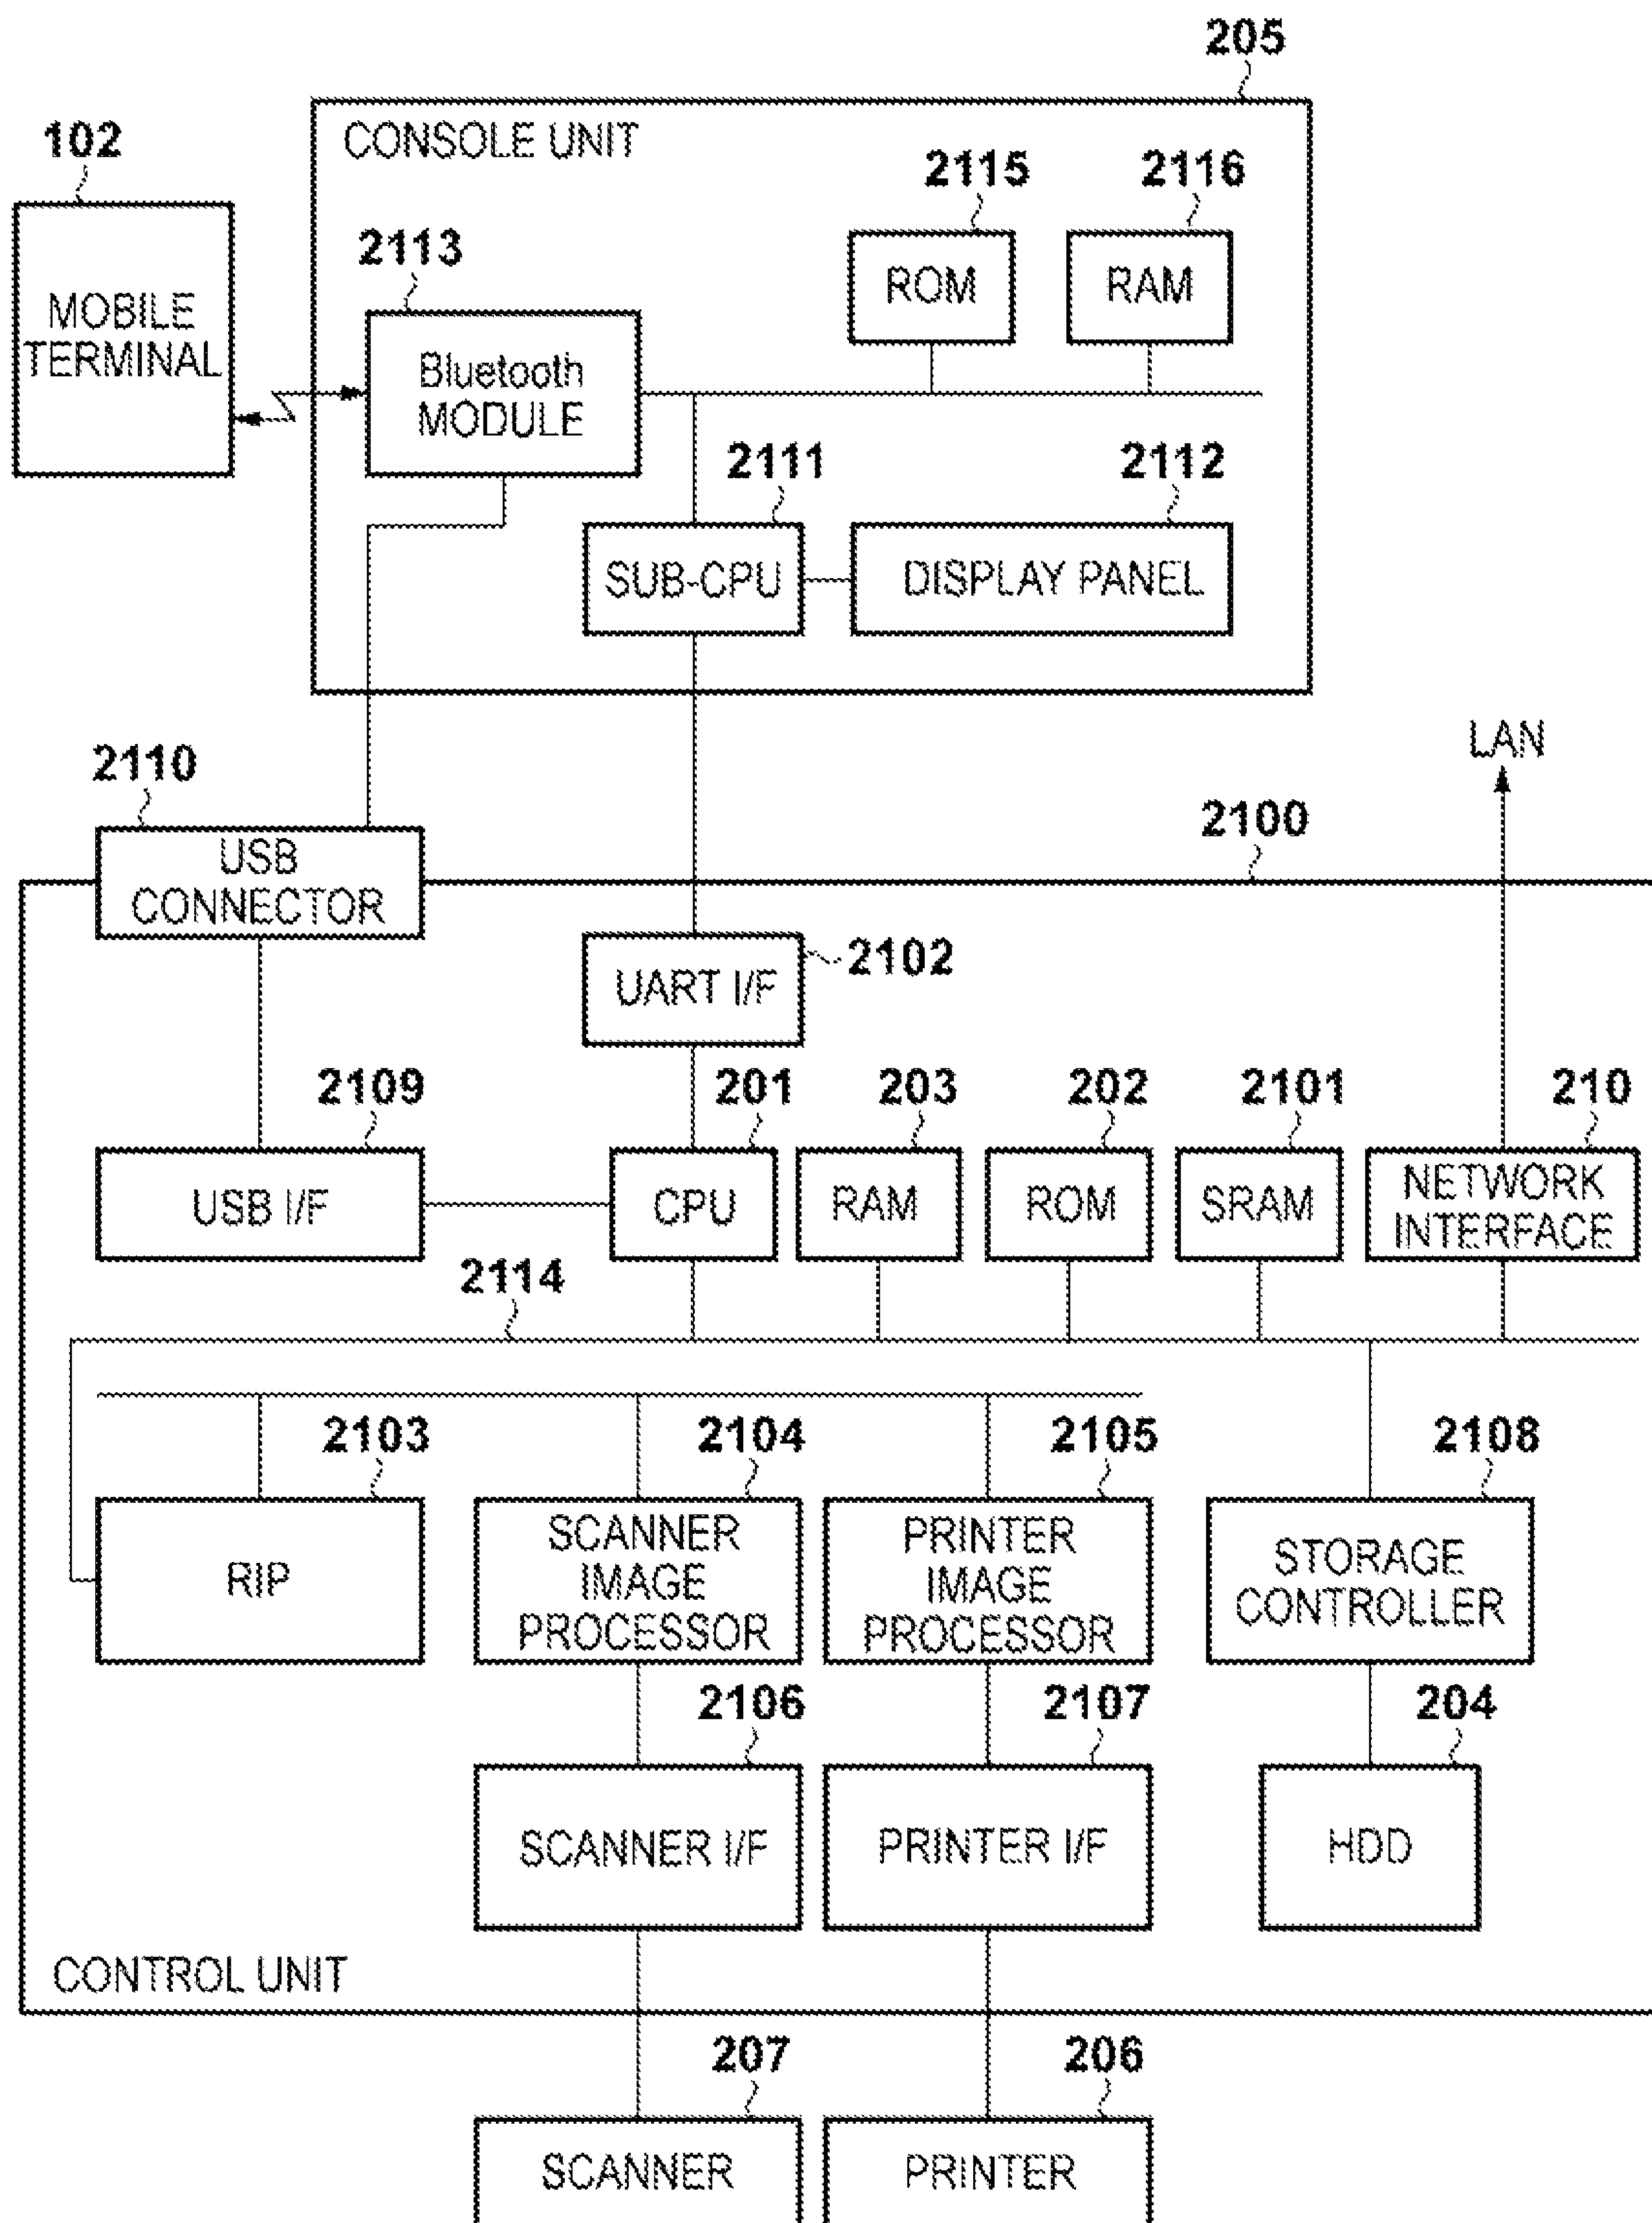 205
CONSOLE UNIT
102
2115
2116
MOBILE
TERMINAL
2113
ROM
RAM
Bluetooth
MODULE
2111
2112
SUB-CPU
DISPLAY PANEL
LAN
2110
2100
USB
CONNECTOR
UART I/F
2102
2109
201
203
202
2101
210
USB I/F
CPU
RAM
ROM
SRAM
NETWORK
INTERFACE
2114
2103
2104
2105
2108
RIP
SCANNER
IMAGE
PROCESSOR
PRINTER
IMAGE
PROCESSOR
STORAGE
CONTROLLER
2106
2107
204
SCANNER I/F
PRINTER I/F
HDD
CONTROL UNIT
207
206
SCANNER
PRINTER